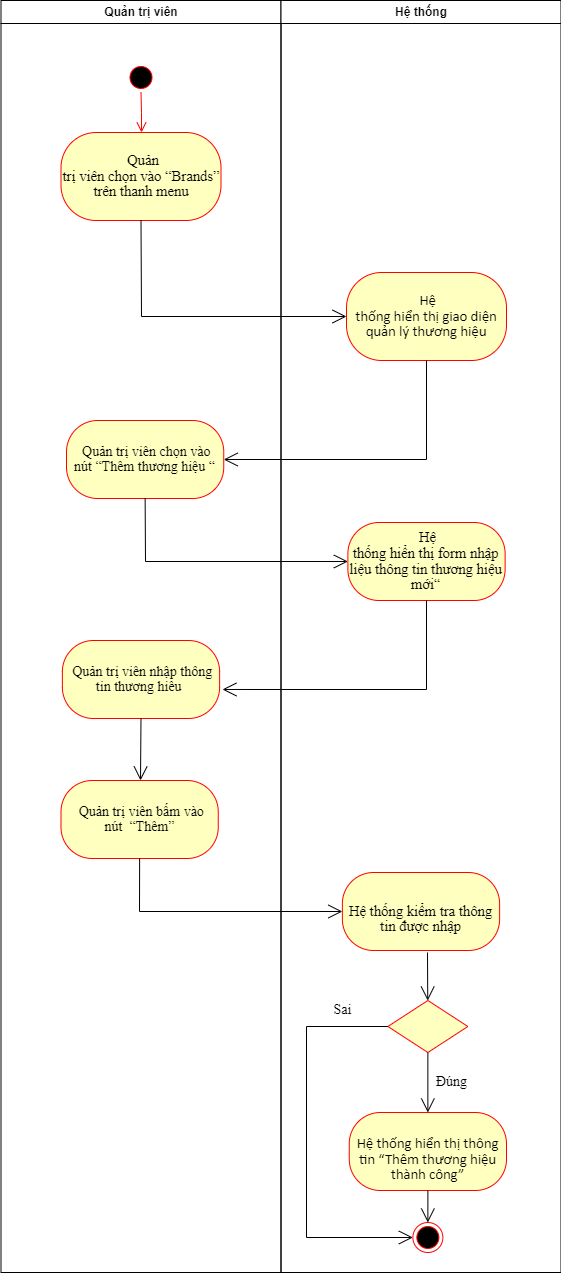 Quản trị viên
Hệ thống
Quản
trị viên chọn vào “Brands”
trên thanh menu
Hệ
thống hiển thị giao diện
quản lý thương hiệu
Quản trị viên chọn vào
nút “Thêm thương hiệu “
Hệ
thống hiển thị form nhập
liệu thông tin thương hiệu
mới“
Quản trị viên nhập thông
tin thương hiêu
Quản trị viên bấm vào
nút “Thêm”
Hệ thống kiểm tra thông
tin được nhập
Sai
Đúng
Hệ thống hiển thị thông
tin “Thêm thương hiệu
thành công”